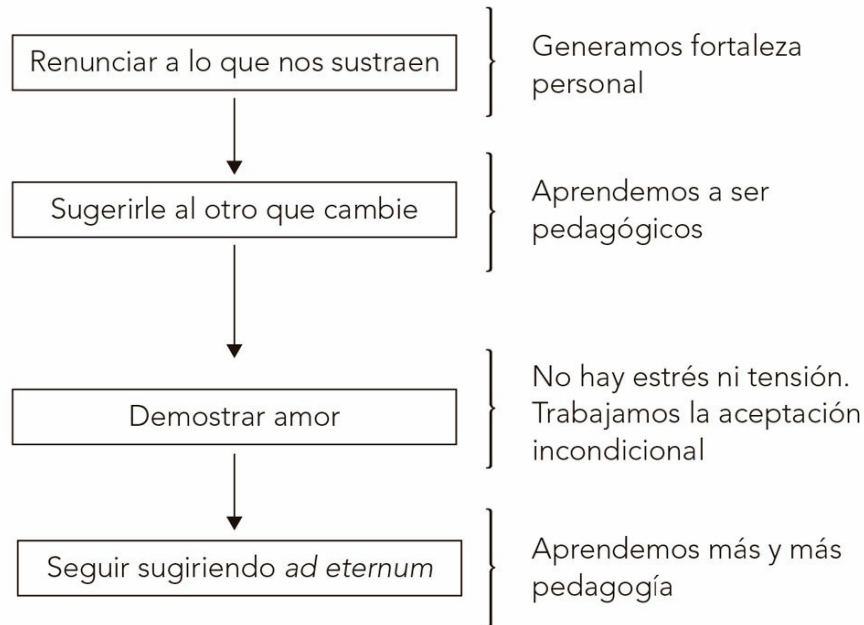 Renunciar a lo que nos sustraen
Generamos fortaleza
personal
Sugerirle al otro que cambie
Aprendemos a ser
pedagógicos
Demostrar amor
No hay estrés ni tensión.
Trabajamos la aceptación
incondicional
Seguir sugiriendo ad eternum
Aprendemos más y más
pedagogía